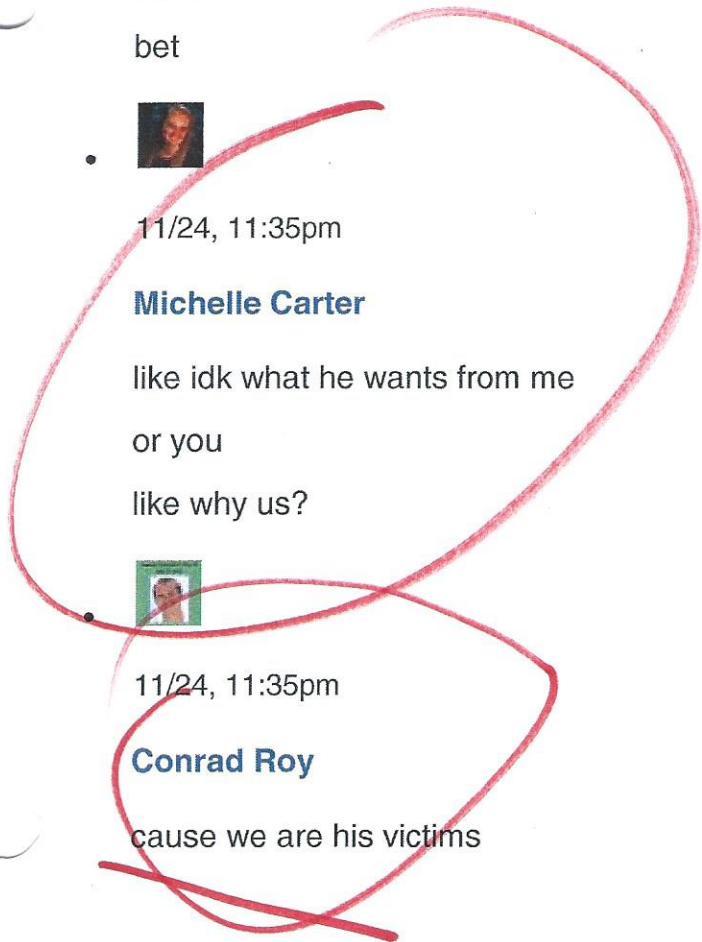 bet
11/24, 11:35pm
Michelle Carter
like idk what he wants from me
or you
like why us?
11/24, 11:35pm
Conrad Roy
cause we are his victims